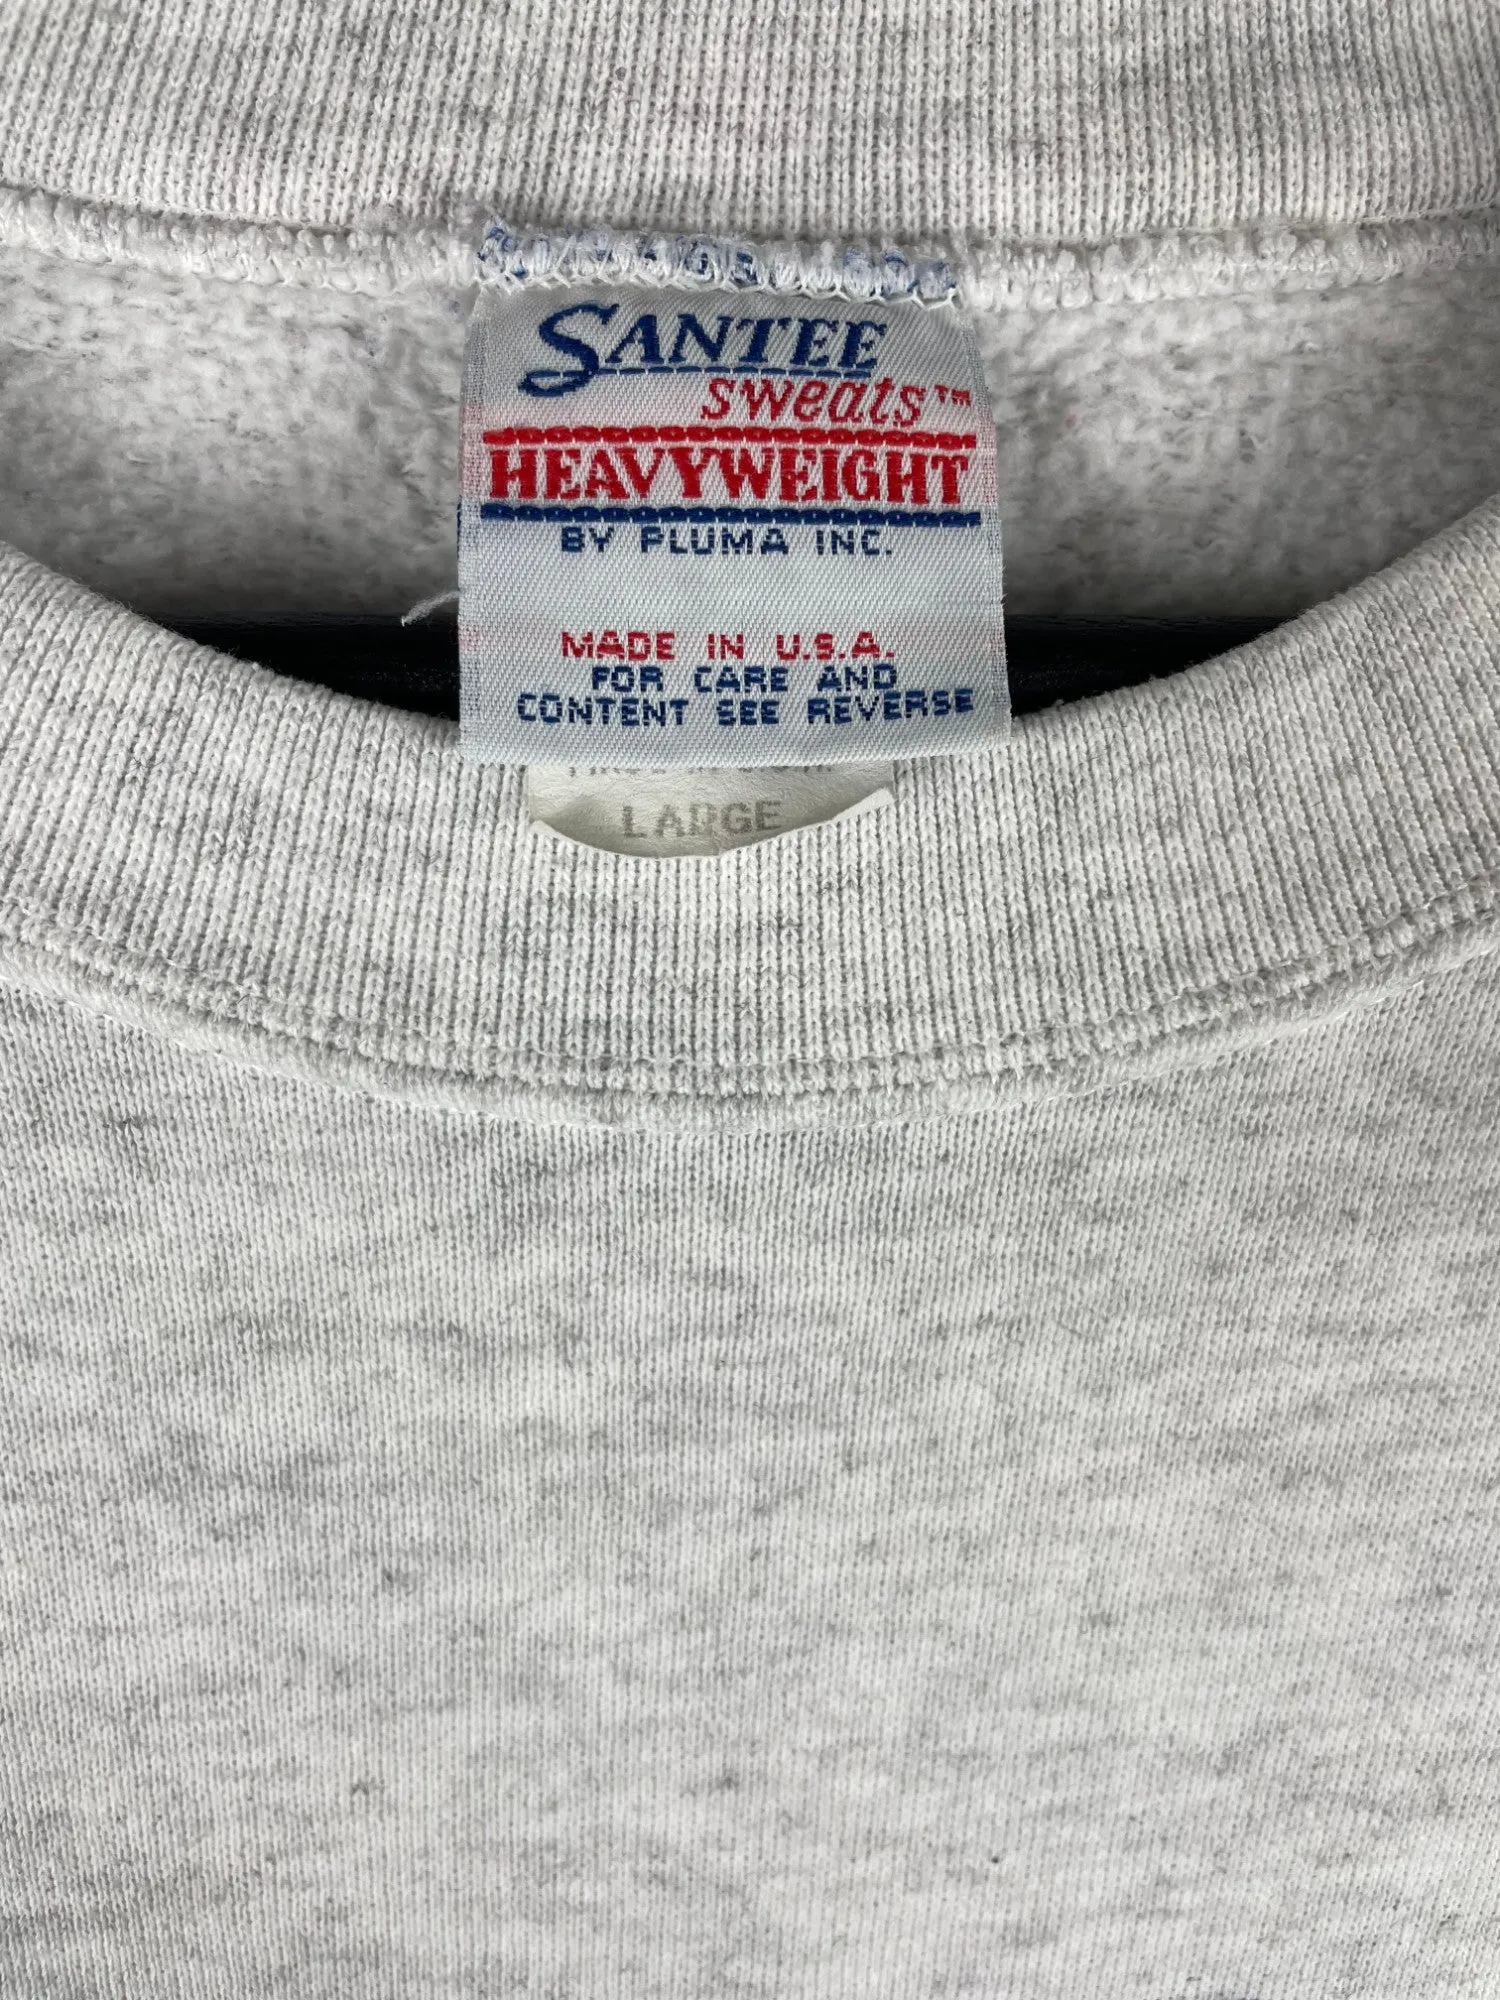 SANTEE
sweats™
HEAVYWEIGHT
BY PLUMA INC.
MADE IN U.S.A.
FOR CARE AND
CONTENT SEE REVERSE
LARGE